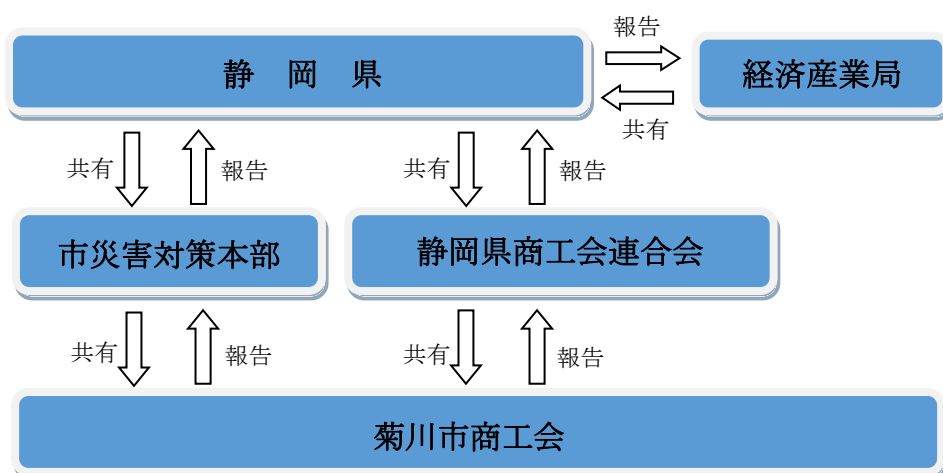 報告
静　岡　県
経済産業局
共有
共有
報告
共有
報告
市災害対策本部
静岡県商工会連合会
共有
報告
共有
報告
菊川市商工会